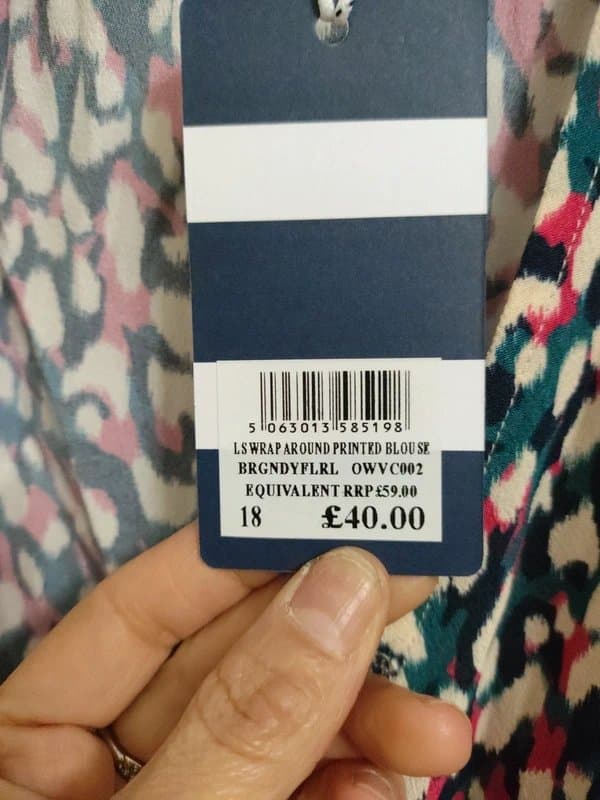 5 063013 585198
LS WRAP AROUND PRINTED BLOUSE
BRGNDYFLRL OWVC002
EQUIVALENT RRP £59.00
18 £40.00